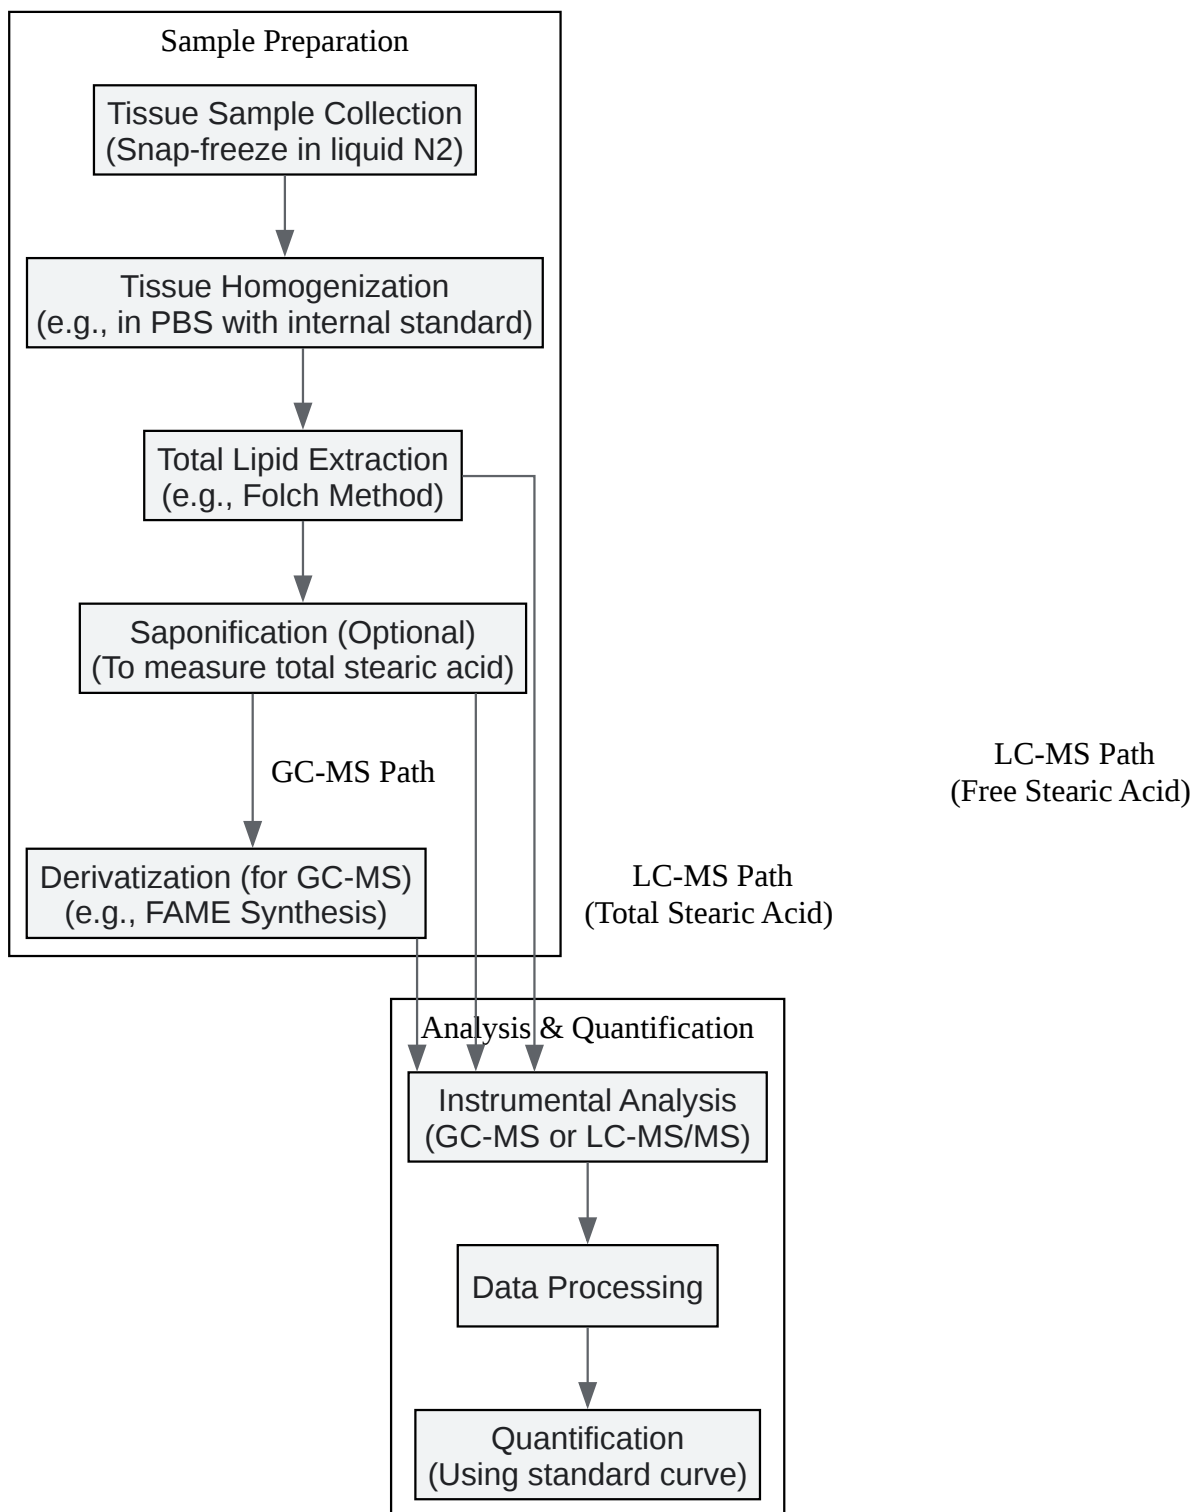 Sample Preparation
Tissue Sample Collection
(Snap-freeze in liquid N2)
Tissue Homogenization
(e.g., in PBS with internal standard)
Total Lipid Extraction
(e.g., Folch Method)
Saponification (Optional)
(To measure total stearic acid)
GC-MS Path
LC-MS Path
(Free Stearic Acid)
Derivatization (for GC-MS)
(e.g., FAME Synthesis)
LC-MS Path
(Total Stearic Acid)
Analysis & Quantification
Instrumental Analysis
(GC-MS or LC-MS/MS)
Data Processing
Quantification
(Using standard curve)